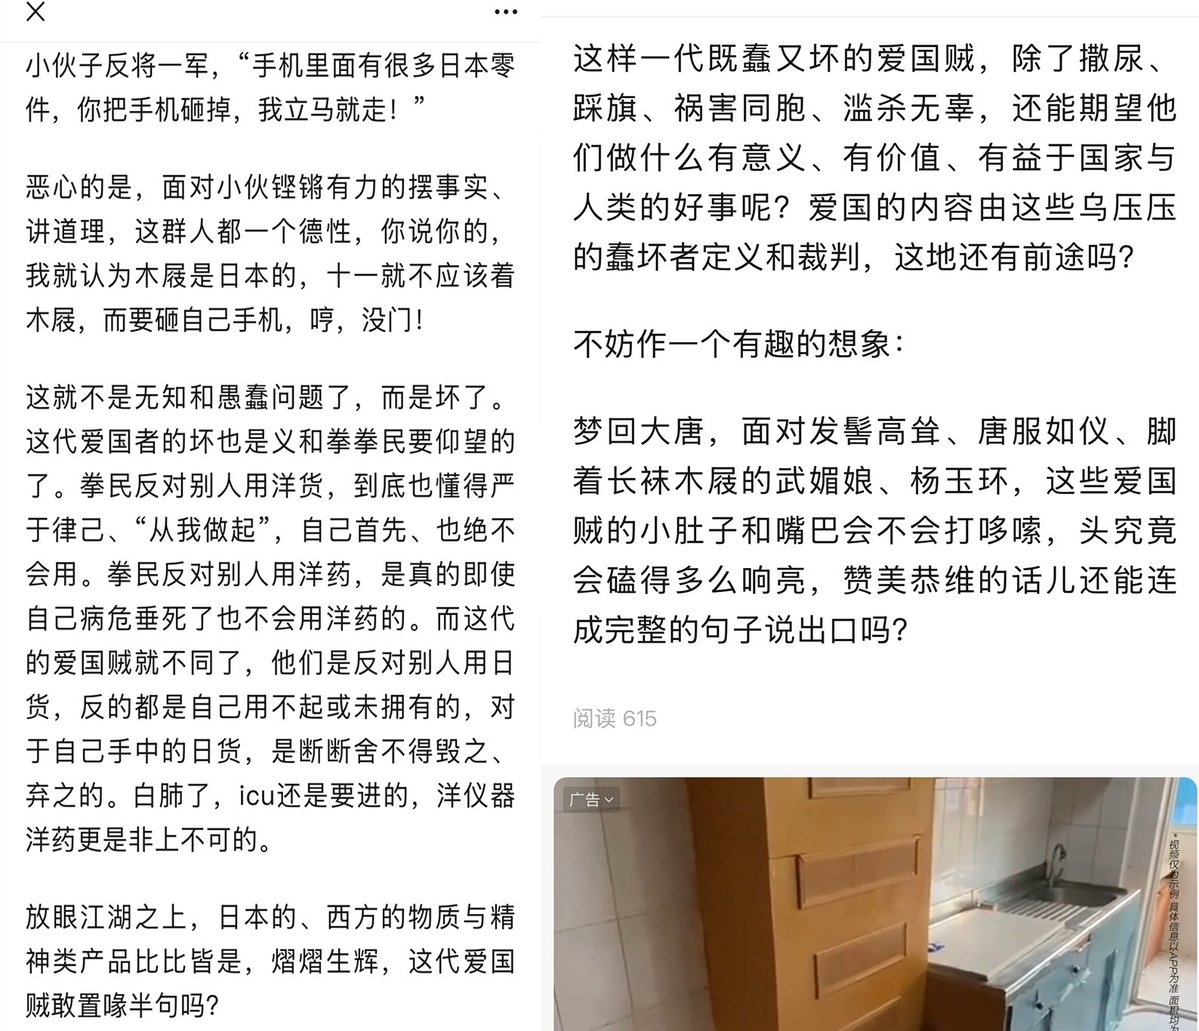 小伙子反将一军，“手机里面有很多日本零
件，你把手机砸掉，我立马就走！”
恶心的是，面对小伙铿锵有力的摆事实、
讲道理，这群人都一个德性，你说你的，
我就认为木屐是日本的，十一就不应该着
木屐，而要砸自己手机，哼，没门！
这就不是无知和愚蠢问题了，而是坏了。
这代爱国者的坏也是义和拳拳民要仰望的
了。拳民反对别人用洋货，到底也懂得严
于律己、“从我做起”，自己首先、也绝不
会用。拳民反对别人用洋药，是真的即使
自己病危垂死了也不会用洋药的。而这代
的爱国贼就不同了，他们是反对别人用日
货，反的都是自己用不起或未拥有的，对
于自己手中的日货，是断断舍不得毁之、
弃之的。白肺了，icu还是要进的，洋仪器
洋药更是非上不可的。
放眼江湖之上，日本的、西方的物质与精
神类产品比比皆是，熠熠生辉，这代爱国
贼敢置喙半句吗？
这样一代既蠢又坏的爱国贼，除了撒尿、
踩旗、祸害同胞、滥杀无辜，还能期望他
们做什么有意义、有价值、有益于国家与
人类的好事呢？爱国的内容由这些乌压压
的蠢坏者定义和裁判，这地还有前途吗？
不妨作一个有趣的想象：
梦回大唐，面对发髻高耸、唐服如仪、脚
着长袜木屐的武媚娘、杨玉环，这些爱国
贼的小肚子和嘴巴会不会打哆嗦，头究竟
会磕得多么响亮，赞美恭维的话儿还能连
成完整的句子说出口吗？
阅读 615
广告
视频仅为示例 具体信息以APP为准 面积均为